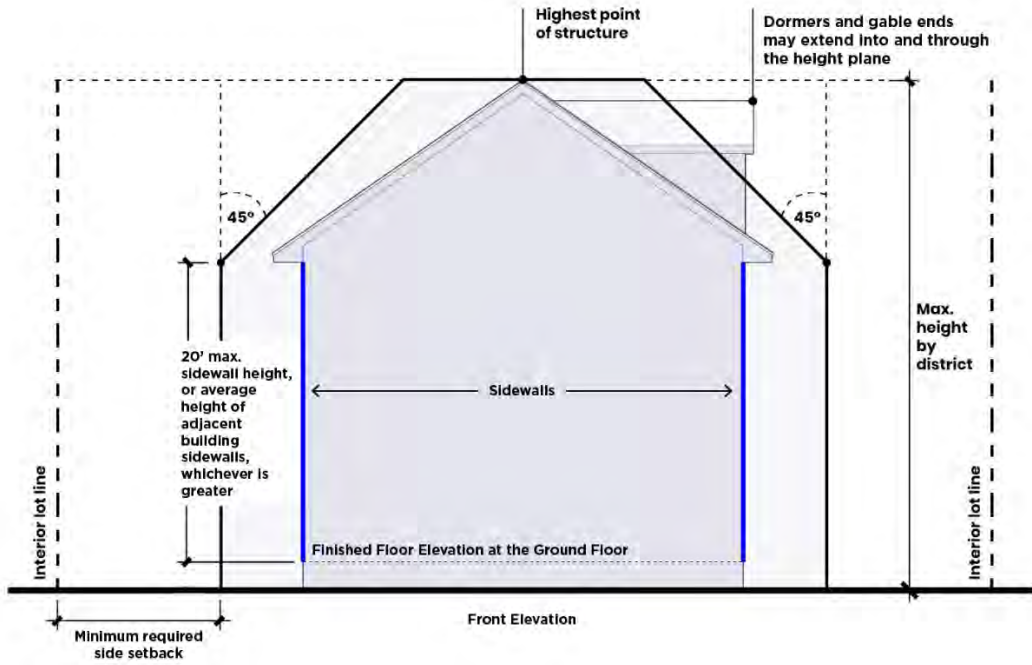 Highest point
of structure
Dormers and gable ends
may extend into and through
the height plane
45°
45°
20' max.
sidewall height,
or average
height of
adjacent
building
sidewalls,
whichever is
greater
Sidewalls
Max.
height
by
district
Interior lot line
Interior lot line
Finished Floor Elevation at the Ground Floor
Front Elevation
Minimum required
side setback